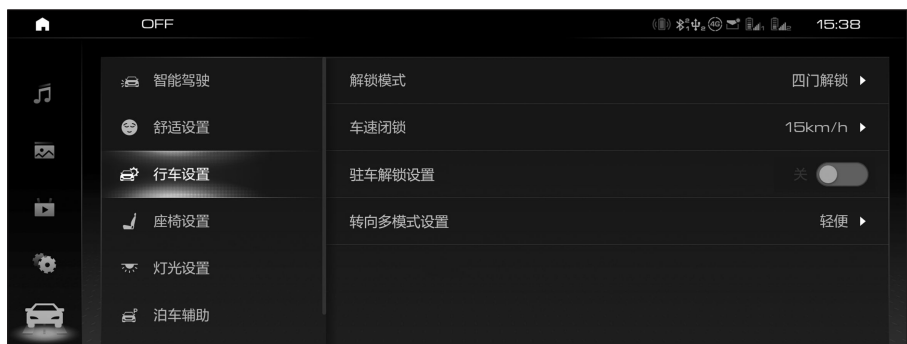 OFF
4G
15:38
智能驾驶
舒适设置
行车设置
座椅设置
灯光设置
泊车辅助
解锁模式 四门解锁
车速闭锁 15km/h
驻车解锁设置 关
转向多模式设置 轻便